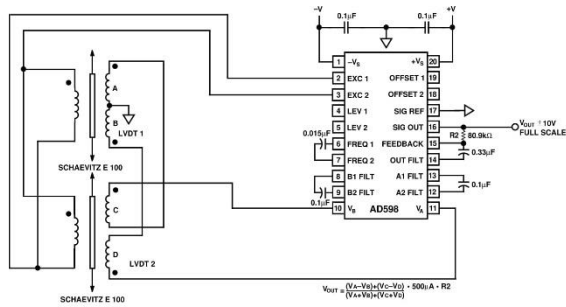 –V
+V
0.1µF
0.1µF
1
–VS
+VS
20
2
EXC 1
OFFSET 1
19
3
EXC 2
OFFSET 2
18
4
LEV 1
SIG REF
17
5
LEV 2
SIG OUT
16
6
FREQ 1
FEEDBACK
15
7
FREQ 2
OUT FILT
14
8
B1 FILT
A1 FILT
13
9
B2 FILT
A2 FILT
12
10
VB
VA
11
AD598
0.015µF
0.1µF
R2
80.9kΩ
0.33µF
0.1µF
VOUT
10V
FULL SCALE
A
B
LVDT 1
SCHAEVITZ E 100
C
D
LVDT 2
SCHAEVITZ E 100
VOUT = (VA–VB)+(VC–VD) • 500µA • R2
(VA+VB)+(VC+VD)